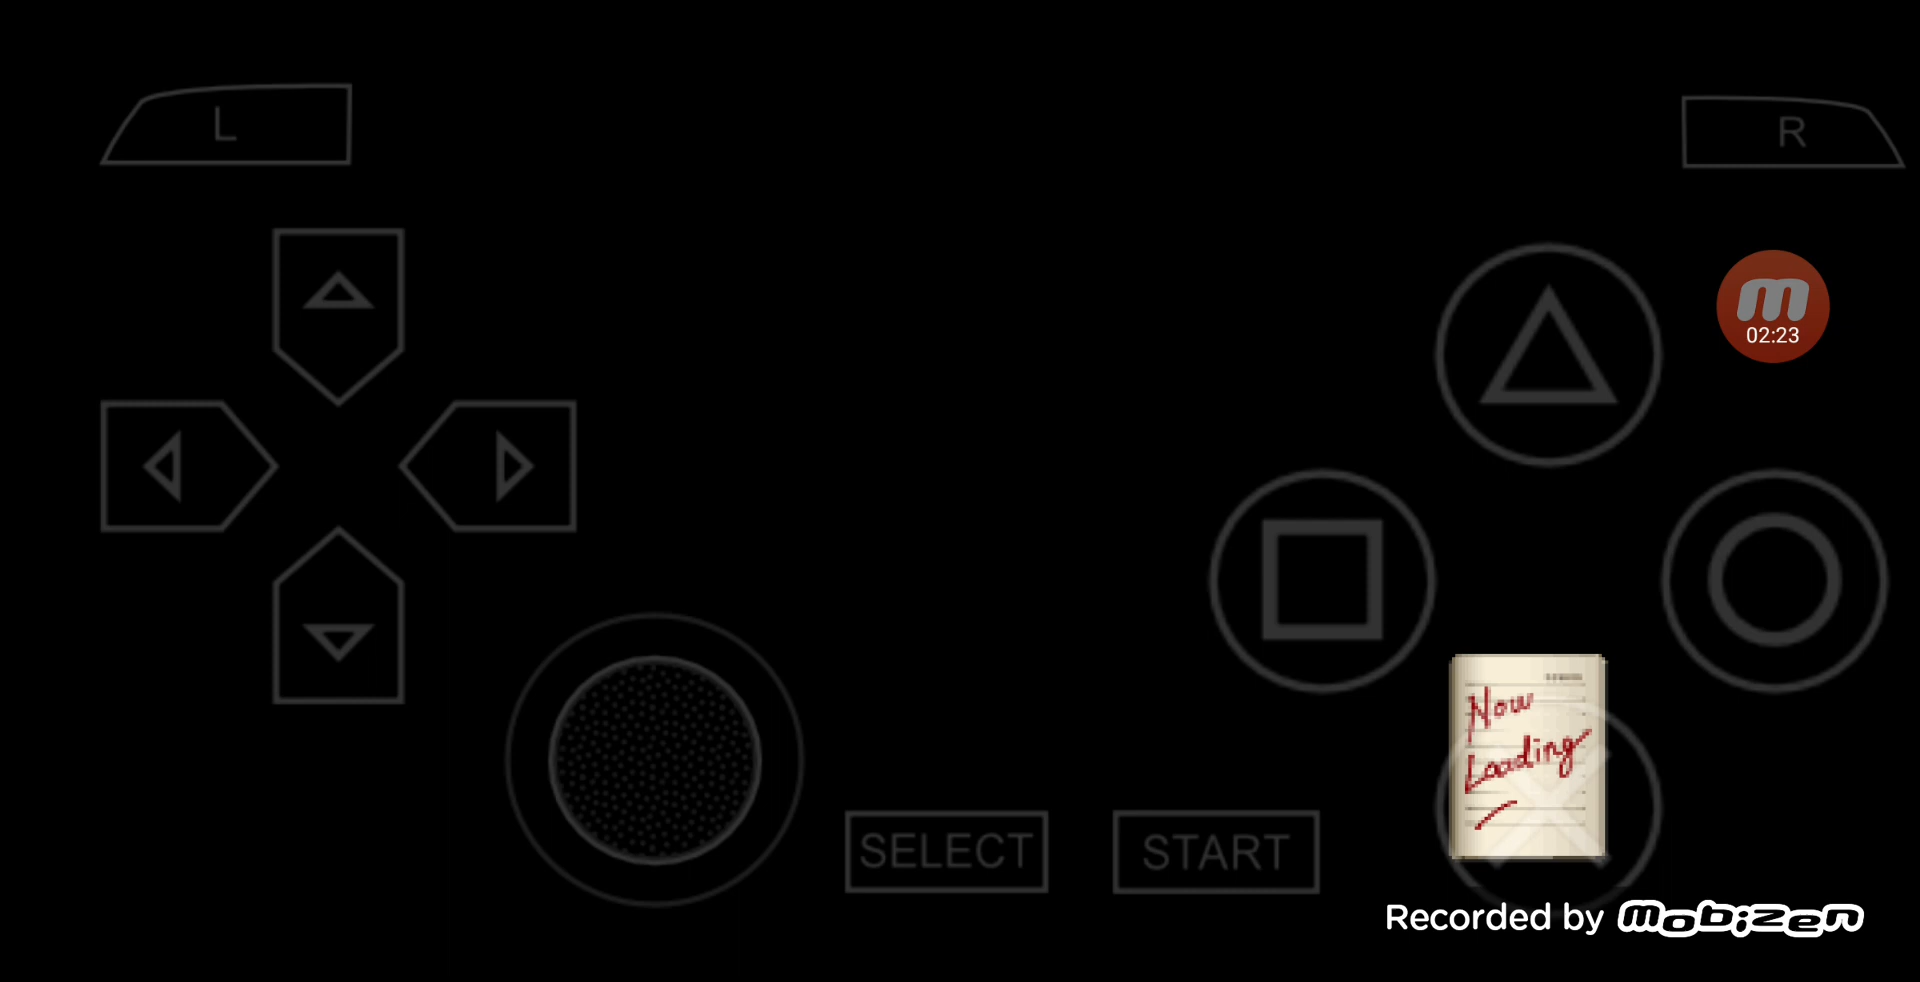 L
R
02:23
Now
Loading
SELECT
START
Recorded by mobizen